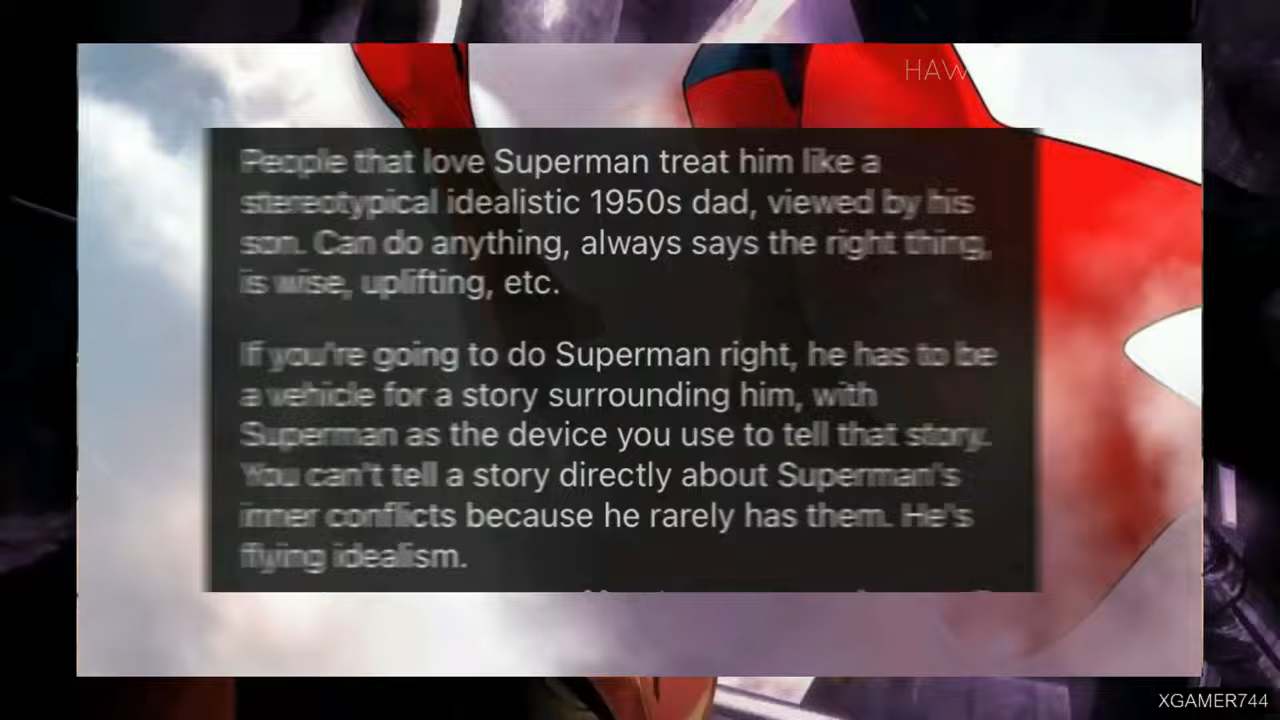 HAW
People that love Superman treat him like a
stereotypical idealistic 1950s dad, viewed by his
son. Can do anything, always says the right thing,
is wise, uplifting, etc.
If you're going to do Superman right, he has to be
a vehicle for a story surrounding him, with
Superman as the device you use to tell that story.
You can't tell a story directly about Superman's
inner conflicts because he rarely has them. He's
flying idealism.
XGAMER744